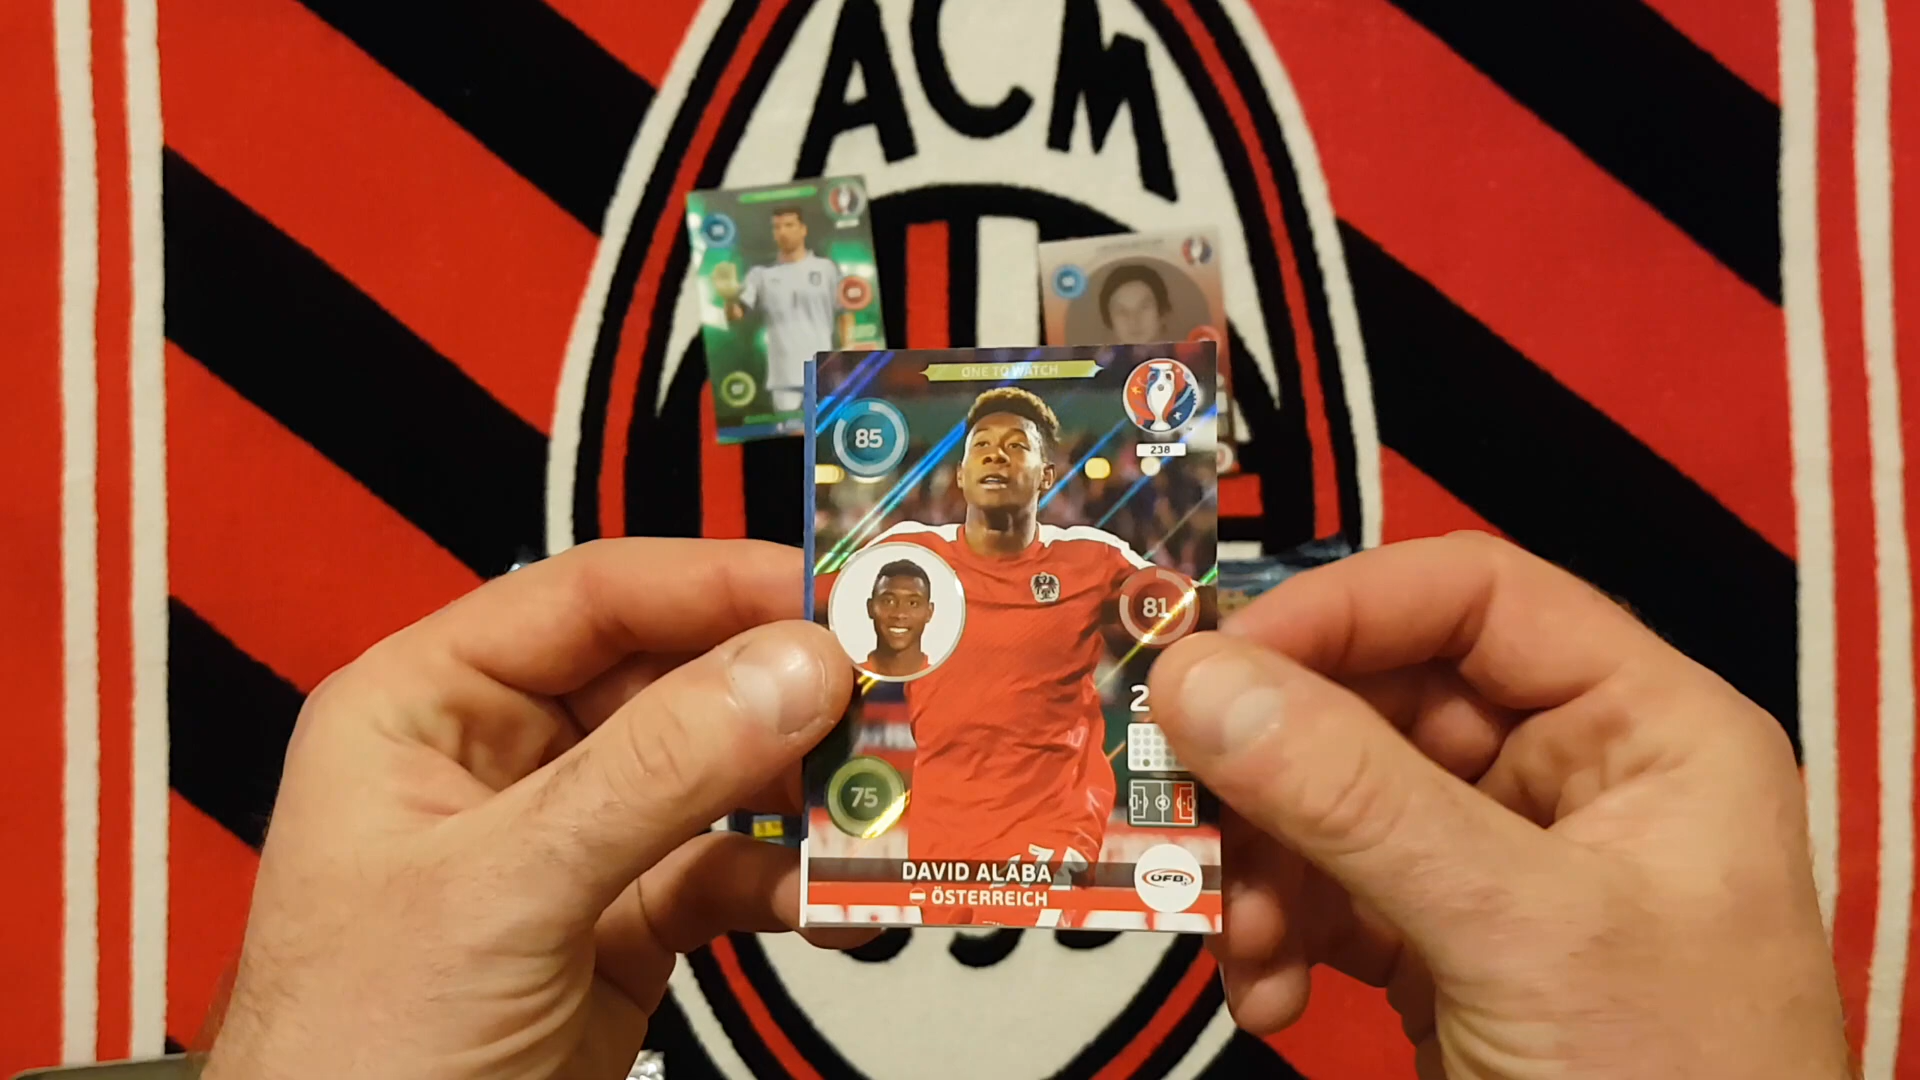 ACM
ONE TO WATCH
85
238
81
2
75
DAVID ALABA
ÖSTERREICH
ÖFB